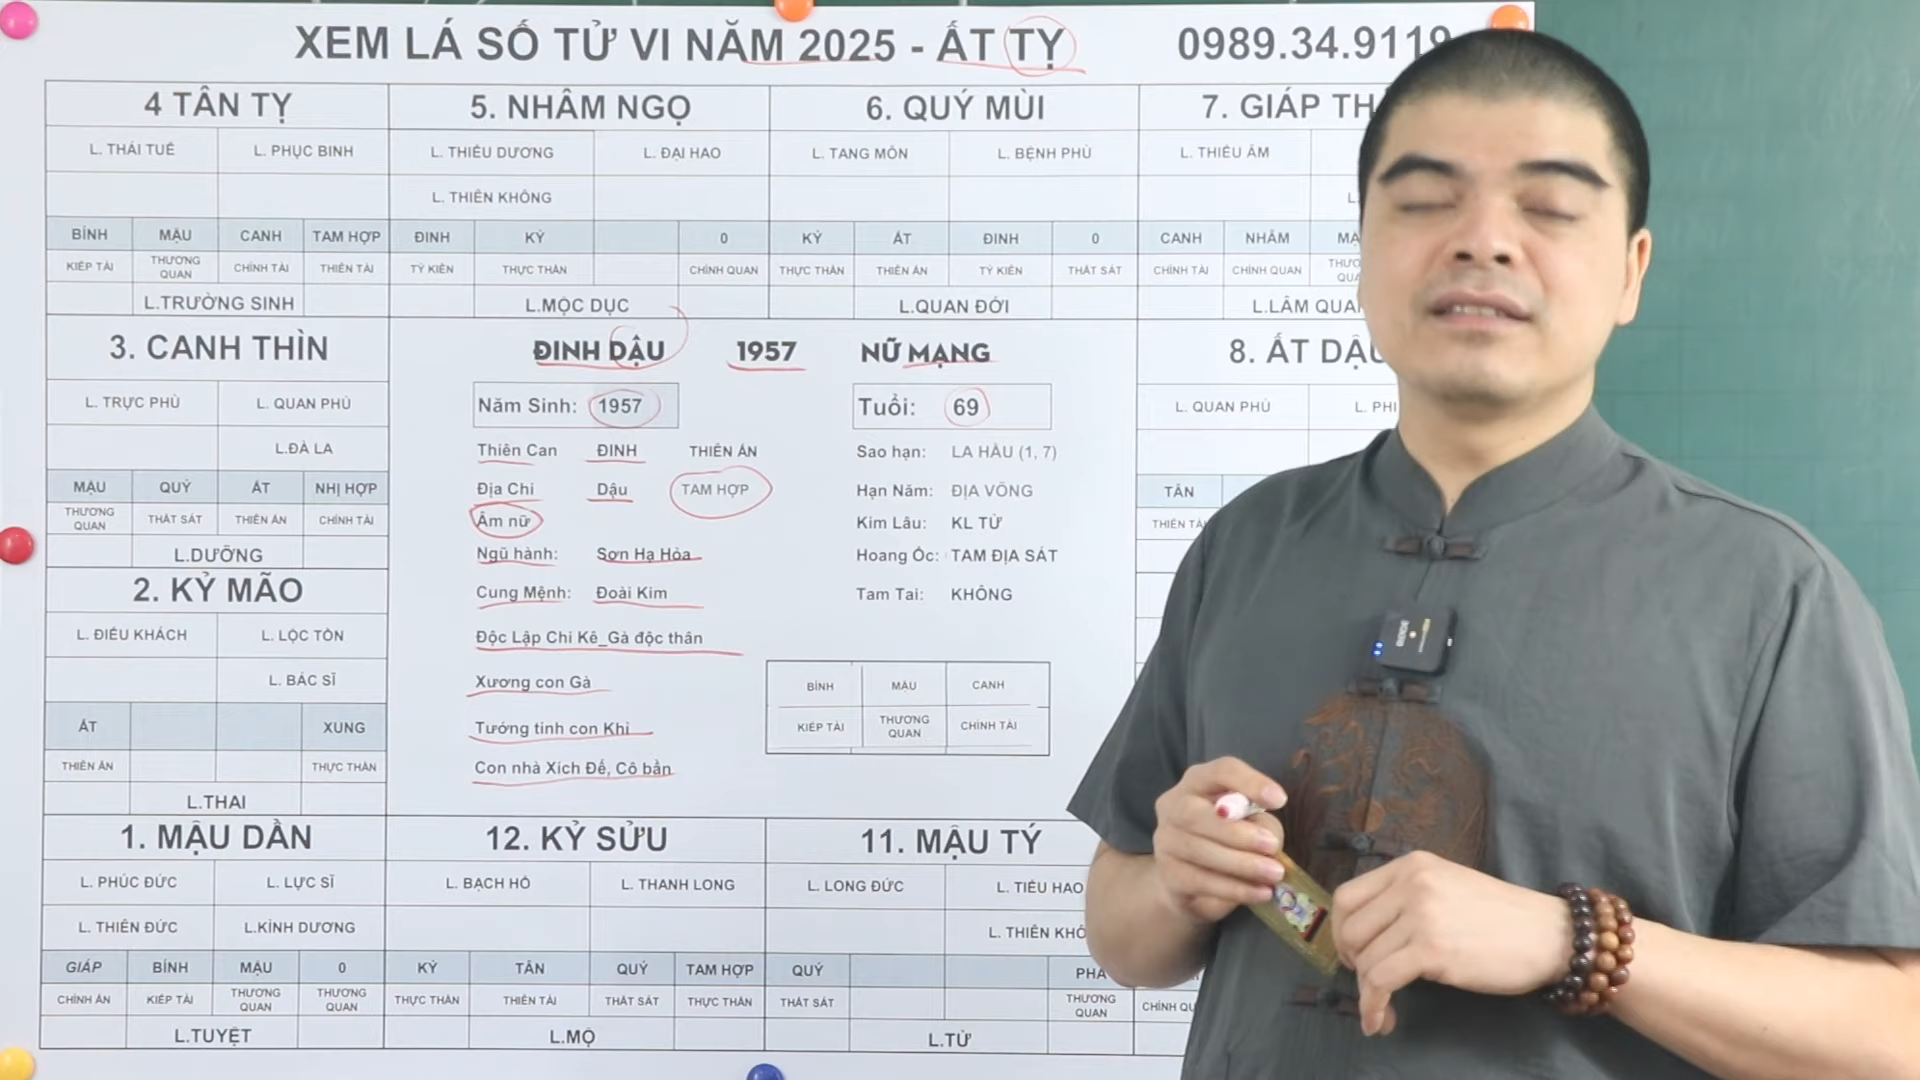 XEM LÁ SỐ TỬ VI NĂM 2025 - ẤT TỴ 0989.34.9119
4 TÂN TỴ
L. THÁI TUẾ L. PHỤC BINH
BÍNH MẬU CANH TAM HỢP
KIẾP TÀI THƯƠNG QUAN CHÍNH TÀI THIÊN TÀI
L.TRƯỜNG SINH
5. NHÂM NGỌ
L. THIẾU DƯƠNG L. ĐẠI HAO
L. THIÊN KHÔNG
ĐINH KỶ 0
TỶ KIÊN THỰC THẦN CHÍNH QUAN
L.MỘC DỤC
6. QUÝ MÙI
L. TANG MÔN L. BỆNH PHÙ
KỶ ẤT ĐINH 0
THỰC THẦN THIÊN ẤN TỶ KIÊN THẤT SÁT
L.QUAN ĐỚI
7. GIÁP
L. THIẾU ÂM
L.
CANH NHÂM
CHÍNH TÀI CHÍNH QUAN
L.LÂM
3. CANH THÌN
L. TRỰC PHÙ L. QUAN PHỦ
L.ĐÀ LA
MẬU QUÝ ẤT NHỊ HỢP
THƯƠNG QUAN THẤT SÁT THIÊN ẤN CHÍNH TÀI
L.DƯỠNG
ĐINH DẬU 1957 NỮ MẠNG
Năm Sinh: 1957 Tuổi: 69
Thiên Can ĐINH THIÊN ẤN Sao hạn: LA HẦU (1, 7)
Địa Chi Dậu TAM HỢP Hạn Năm: ĐỊA VÕNG
Âm nữ Kim Lâu: KL TỬ
Ngũ hành: Sơn Hạ Hỏa Hoang Ốc: TAM ĐỊA SÁT
Cung Mệnh: Đoài Kim Tam Tai: KHÔNG
Độc Lập Chi Kê_Gà độc thân
Xương con Gà
Tướng tinh con Khỉ
Con nhà Xích Đế, Cô bần
BÍNH MẬU CANH
KIẾP TÀI THƯƠNG QUAN CHÍNH TÀI
8. ẤT DẬU
L. QUAN PHÙ L. PHI
TÂN
THIÊN TÀI
2. KỶ MÃO
L. ĐIẾU KHÁCH L. LỘC TỒN
L. BÁC SĨ
ẤT XUNG
THIÊN ẤN THỰC THẦN
L.THAI
1. MẬU DẦN
L. PHÚC ĐỨC L. LỰC SĨ
L. THIÊN ĐỨC L.KÌNH DƯƠNG
GIÁP BÍNH MẬU 0
CHÍNH ẤN KIẾP TÀI THƯƠNG QUAN THƯƠNG QUAN
L.TUYỆT
12. KỶ SỬU
L. BẠCH HỔ L. THANH LONG
KỶ TÂN QUÝ TAM HỢP
THỰC THẦN THIÊN TÀI THẤT SÁT THỰC THẦN
L.MỘ
11. MẬU TÝ
L. LONG ĐỨC L. TIỂU HAO
L. THIÊN
QUÝ PHÁ
THẤT SÁT THƯƠNG QUAN
L.TỬ
CHÍNH